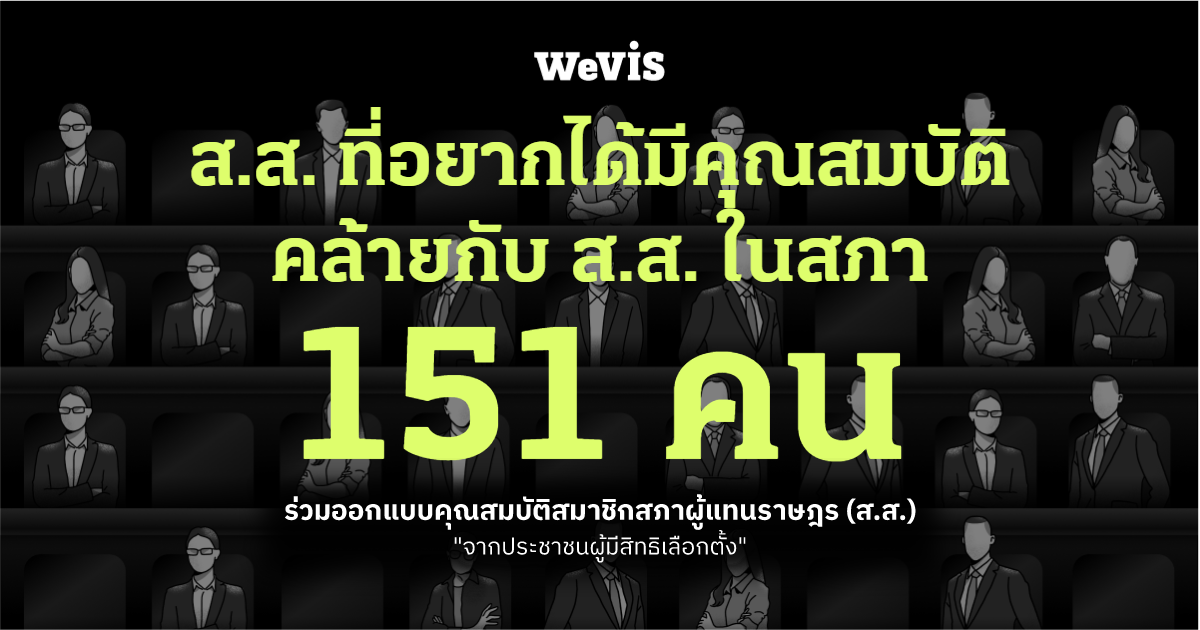 WeVIS
ส.ส. ที่อยากได้มีคุณสมบัติ
คล้ายกับ ส.ส. ในสภา
151 คน
ร่วมออกแบบคุณสมบัติสมาชิกสภาผู้แทนราษฎร (ส.ส.)
"จากประชาชนผู้มีสิทธิเลือกตั้ง"